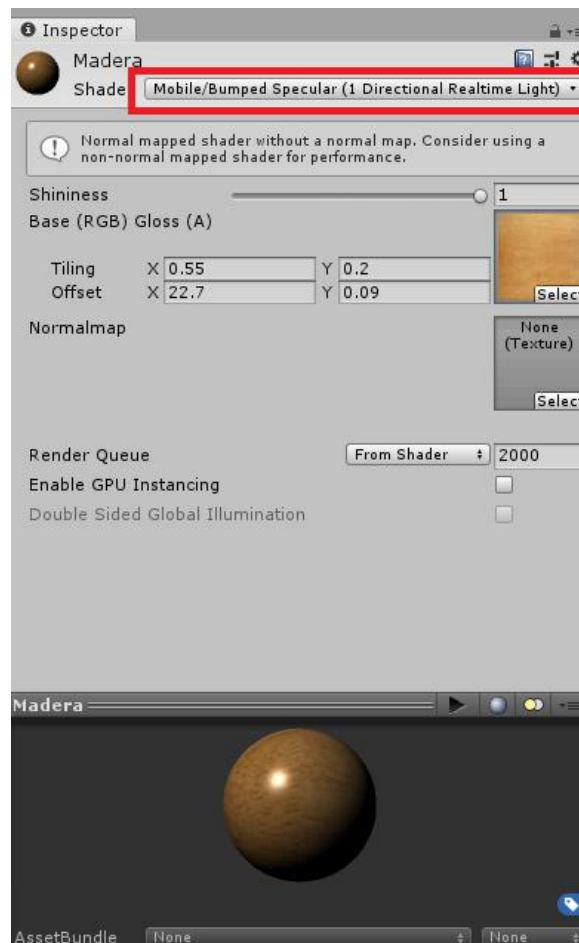 Inspector
Madera
Shade Mobile/Bumped Specular (1 Directional Realtime Light)
Normal mapped shader without a normal map. Consider using a
non-normal mapped shader for performance.
Shininess 1
Base (RGB) Gloss (A)
Tiling X 0.55 Y 0.2
Offset X 22.7 Y 0.09
Select
Normalmap None
(Texture)
Select
Render Queue From Shader 2000
Enable GPU Instancing
Double Sided Global Illumination
Madera
AssetBundle None None